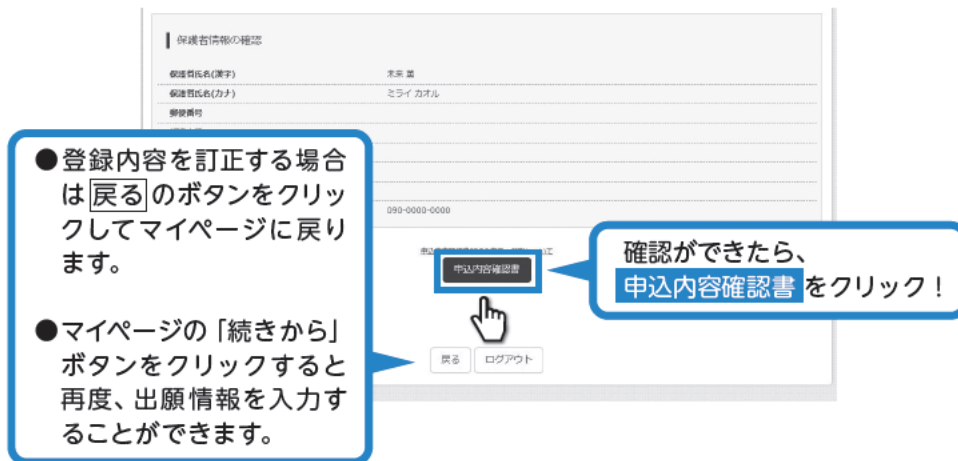 保護者情報の確認
保護者氏名(漢字) 未来 薫
保護者氏名(カナ) ミライ カオル
郵便番号
090-0000-0000
申込内容確認書
戻る ログアウト
●登録内容を訂正する場合
は戻るのボタンをクリッ
クしてマイページに戻り
ます。
●マイページの「続きから」
ボタンをクリックすると
再度、出願情報を入力す
ることができます。
確認ができたら、
申込内容確認書 をクリック！